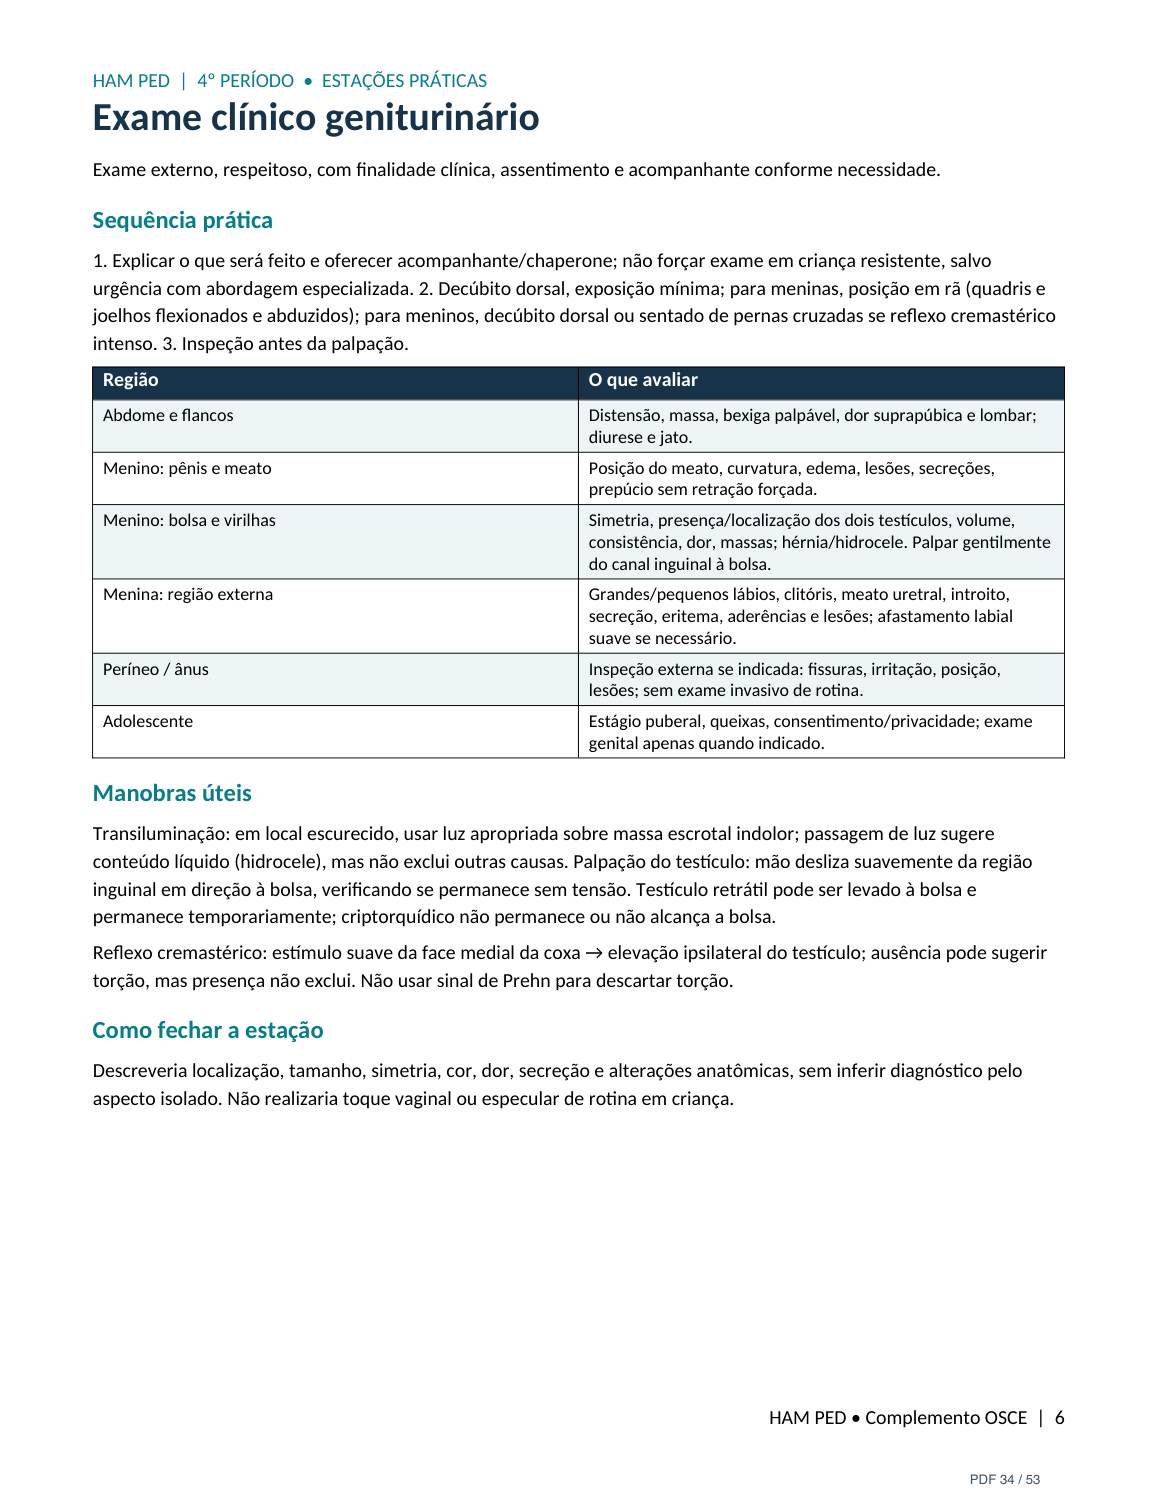 HAM PED | 4º PERÍODO • ESTAÇÕES PRÁTICAS
Exame clínico geniturinário
Exame externo, respeitoso, com finalidade clínica, assentimento e acompanhante conforme necessidade.
Sequência prática
1. Explicar o que será feito e oferecer acompanhante/chaperone; não forçar exame em criança resistente, salvo
urgência com abordagem especializada. 2. Decúbito dorsal, exposição mínima; para meninas, posição em rã (quadris e
joelhos flexionados e abduzidos); para meninos, decúbito dorsal ou sentado de pernas cruzadas se reflexo cremastérico
intenso. 3. Inspeção antes da palpação.
Região
O que avaliar
Abdome e flancos
Distensão, massa, bexiga palpável, dor suprapúbica e lombar;
diurese e jato.
Menino: pênis e meato
Posição do meato, curvatura, edema, lesões, secreções,
prepúcio sem retração forçada.
Menino: bolsa e virilhas
Simetria, presença/localização dos dois testículos, volume,
consistência, dor, massas; hérnia/hidrocele. Palpar gentilmente
do canal inguinal à bolsa.
Menina: região externa
Grandes/pequenos lábios, clitóris, meato uretral, introito,
secreção, eritema, aderências e lesões; afastamento labial
suave se necessário.
Períneo / ânus
Inspeção externa se indicada: fissuras, irritação, posição,
lesões; sem exame invasivo de rotina.
Adolescente
Estágio puberal, queixas, consentimento/privacidade; exame
genital apenas quando indicado.
Manobras úteis
Transiluminação: em local escurecido, usar luz apropriada sobre massa escrotal indolor; passagem de luz sugere
conteúdo líquido (hidrocele), mas não exclui outras causas. Palpação do testículo: mão desliza suavemente da região
inguinal em direção à bolsa, verificando se permanece sem tensão. Testículo retrátil pode ser levado à bolsa e
permanece temporariamente; criptorquídico não permanece ou não alcança a bolsa.
Reflexo cremastérico: estímulo suave da face medial da coxa → elevação ipsilateral do testículo; ausência pode sugerir
torção, mas presença não exclui. Não usar sinal de Prehn para descartar torção.
Como fechar a estação
Descreveria localização, tamanho, simetria, cor, dor, secreção e alterações anatômicas, sem inferir diagnóstico pelo
aspecto isolado. Não realizaria toque vaginal ou especular de rotina em criança.
HAM PED • Complemento OSCE | 6
PDF 34 / 53